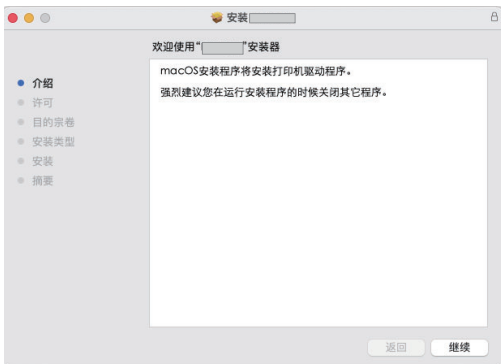 安装
欢迎使用“ ”安装器
介绍
许可
目的宗卷
安装类型
安装
摘要
macOS安装程序将安装打印机驱动程序。
强烈建议您在运行安装程序的时候关闭其它程序。
返回
继续